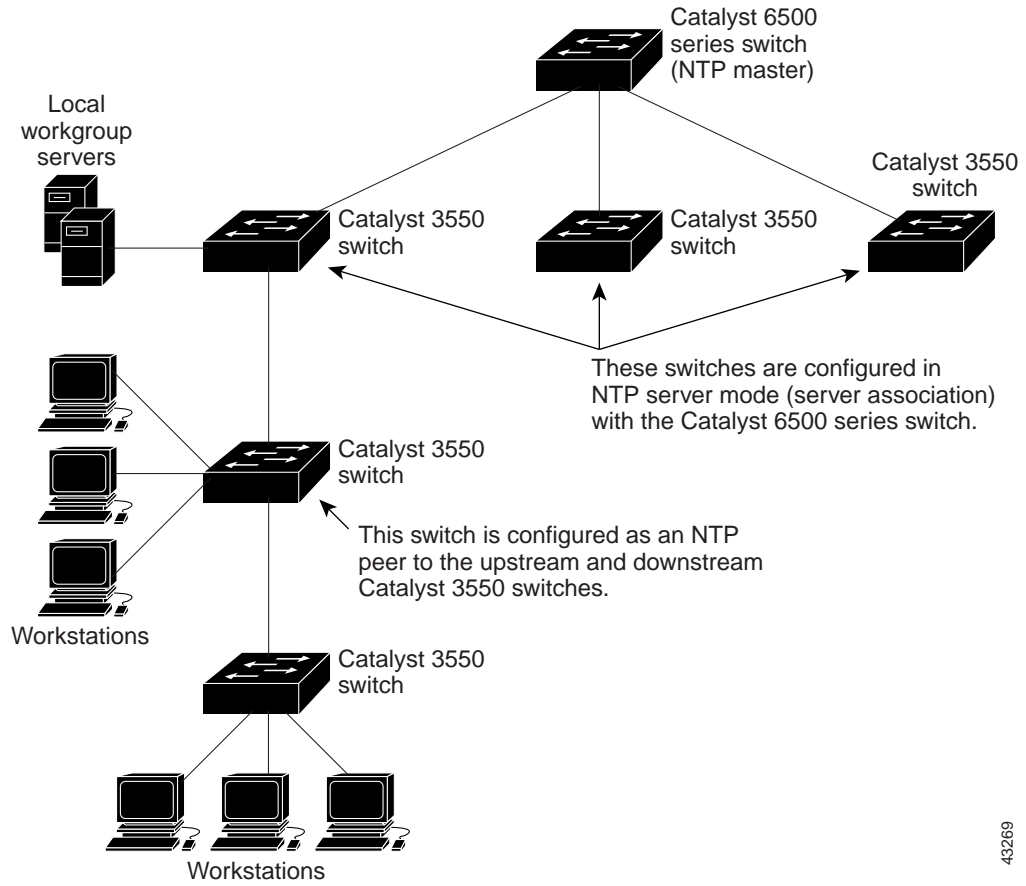 Catalyst 6500
series switch
(NTP master)
Local
workgroup
servers
Catalyst 3550
switch
Catalyst 3550
switch
Catalyst 3550
switch
These switches are configured in
NTP server mode (server association)
with the Catalyst 6500 series switch.
Catalyst 3550
switch
This switch is configured as an NTP
peer to the upstream and downstream
Catalyst 3550 switches.
Workstations
Catalyst 3550
switch
Workstations
43269